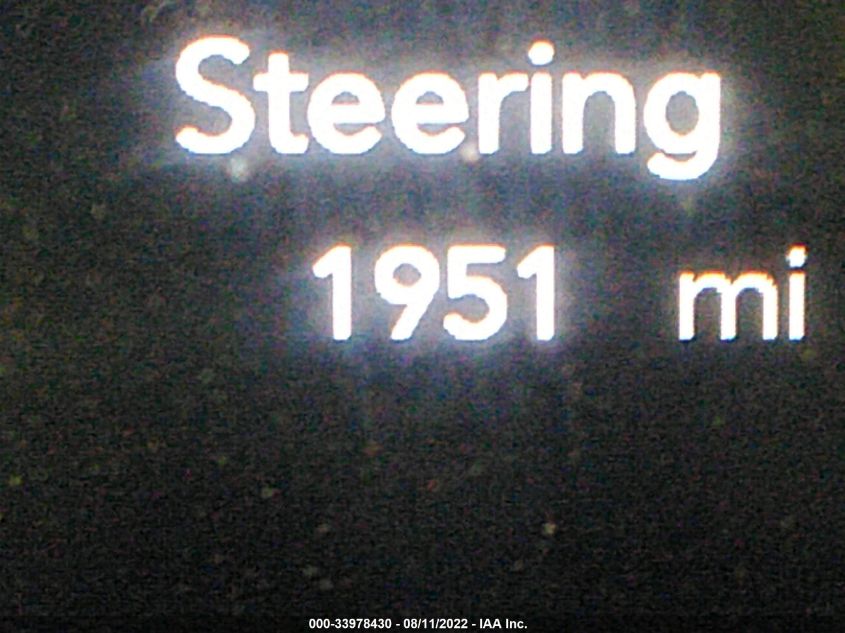 Steering
1951 mi
000-33978430 - 08/11/2022 - IAA Inc.